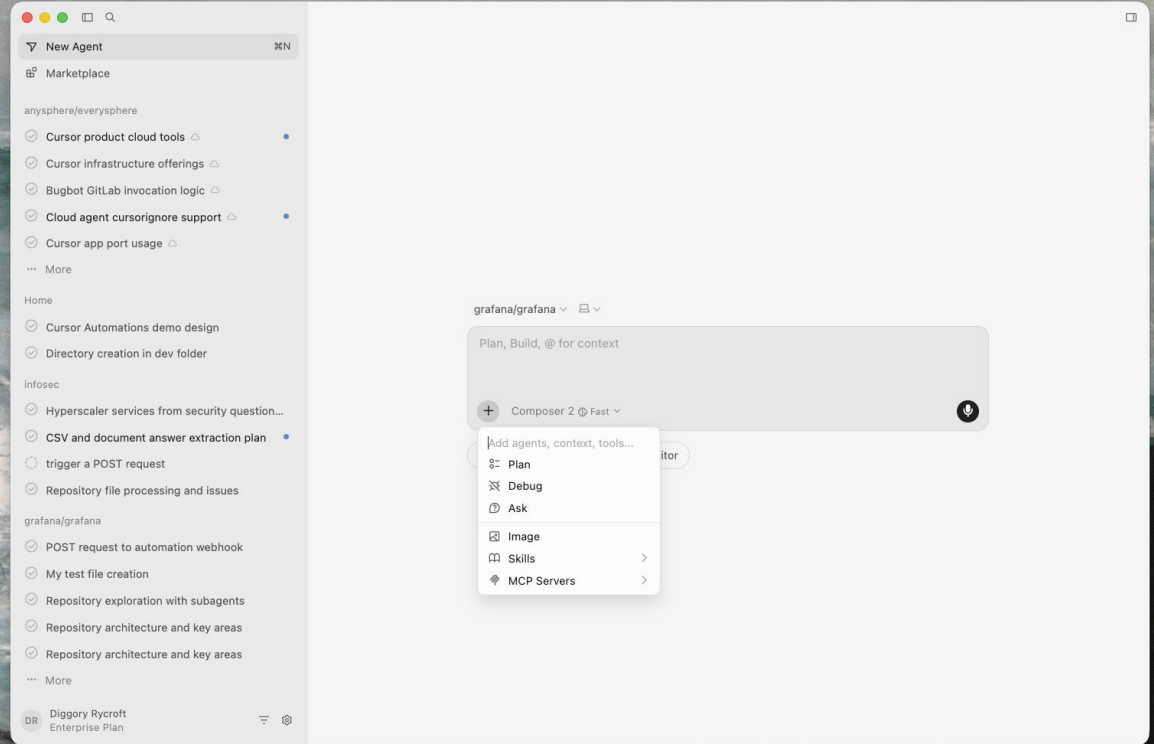 New Agent ⌘N
Marketplace
anysphere/everysphere
Cursor product cloud tools
Cursor infrastructure offerings
Bugbot GitLab invocation logic
Cloud agent cursorignore support
Cursor app port usage
··· More
Home
Cursor Automations demo design
Directory creation in dev folder
infosec
Hyperscaler services from security question...
CSV and document answer extraction plan
trigger a POST request
Repository file processing and issues
grafana/grafana
POST request to automation webhook
My test file creation
Repository exploration with subagents
Repository architecture and key areas
Repository architecture and key areas
··· More
DR
Diggory Rycroft
Enterprise Plan
grafana/grafana
Plan, Build, @ for context
Composer 2 Fast
itor
Add agents, context, tools...
Plan
Debug
Ask
Image
Skills
MCP Servers